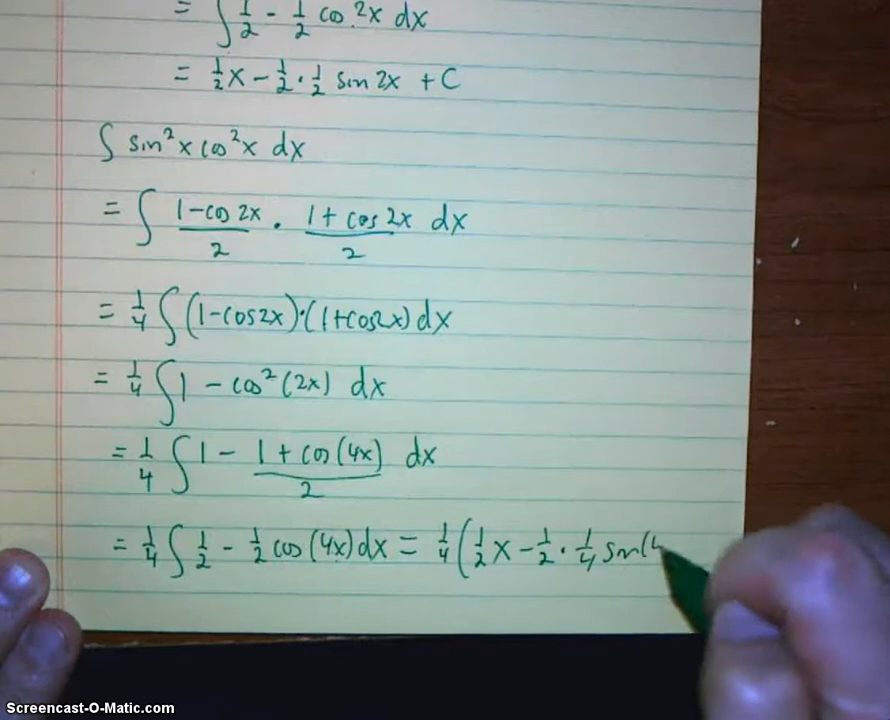 = ∫ 1/2 - 1/2 cos 2x dx
= 1/2 x - 1/2 · 1/2 sin 2x + C
∫ sin²x cos²x dx
= ∫ (1-cos 2x)/2 · (1+cos 2x)/2 dx
= 1/4 ∫ (1-cos2x)·(1+cos2x) dx
= 1/4 ∫ 1 - cos²(2x) dx
= 1/4 ∫ 1 - (1+cos(4x))/2 dx
= 1/4 ∫ 1/2 - 1/2 cos(4x) dx = 1/4 (1/2 x - 1/2 · 1/4 sin(4
Screencast-O-Matic.com